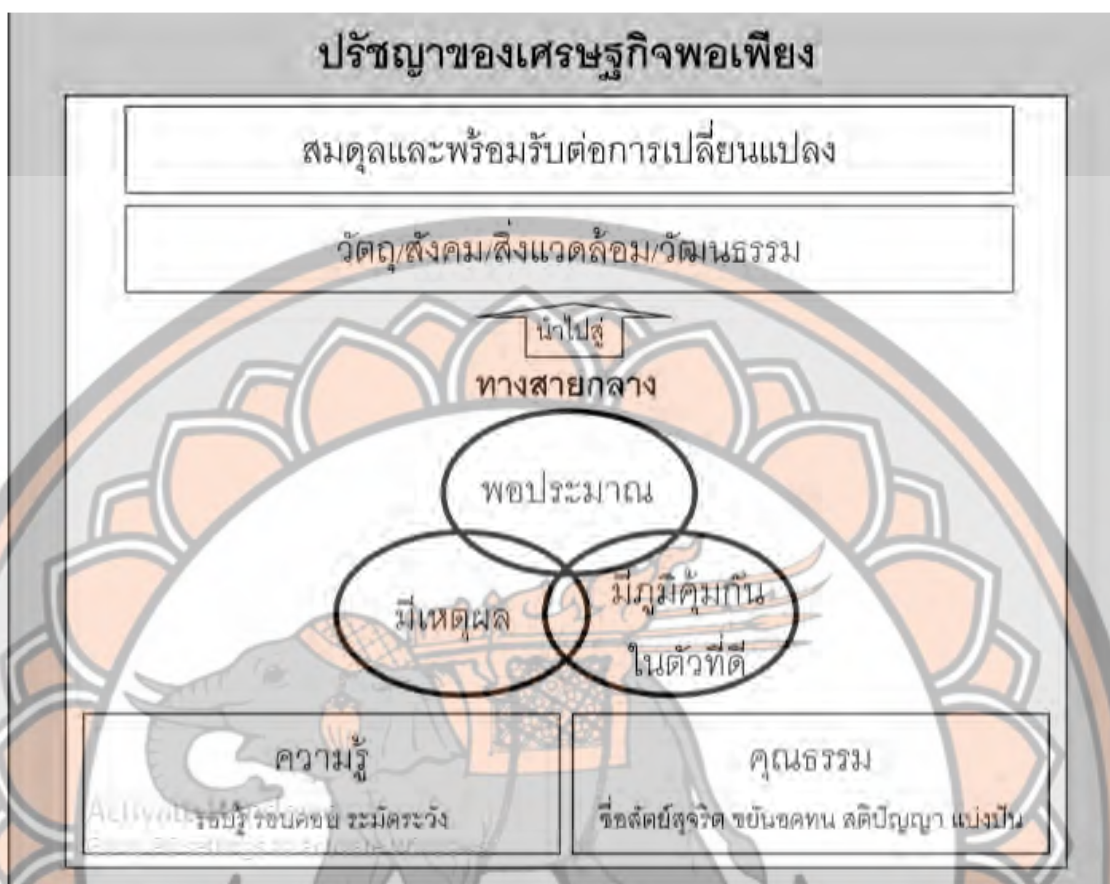 ปรัชญาของเศรษฐกิจพอเพียง
สมดุลและพร้อมรับต่อการเปลี่ยนแปลง
วัตถุ/สังคม/สิ่งแวดล้อม/วัฒนธรรม
นำไปสู่
ทางสายกลาง
พอประมาณ
มีเหตุผล
มีภูมิคุ้มกัน
ในตัวที่ดี
ความรู้
รอบรู้ รอบคอบ ระมัดระวัง
คุณธรรม
ซื่อสัตย์สุจริต ขยันอดทน สติปัญญา แบ่งปัน